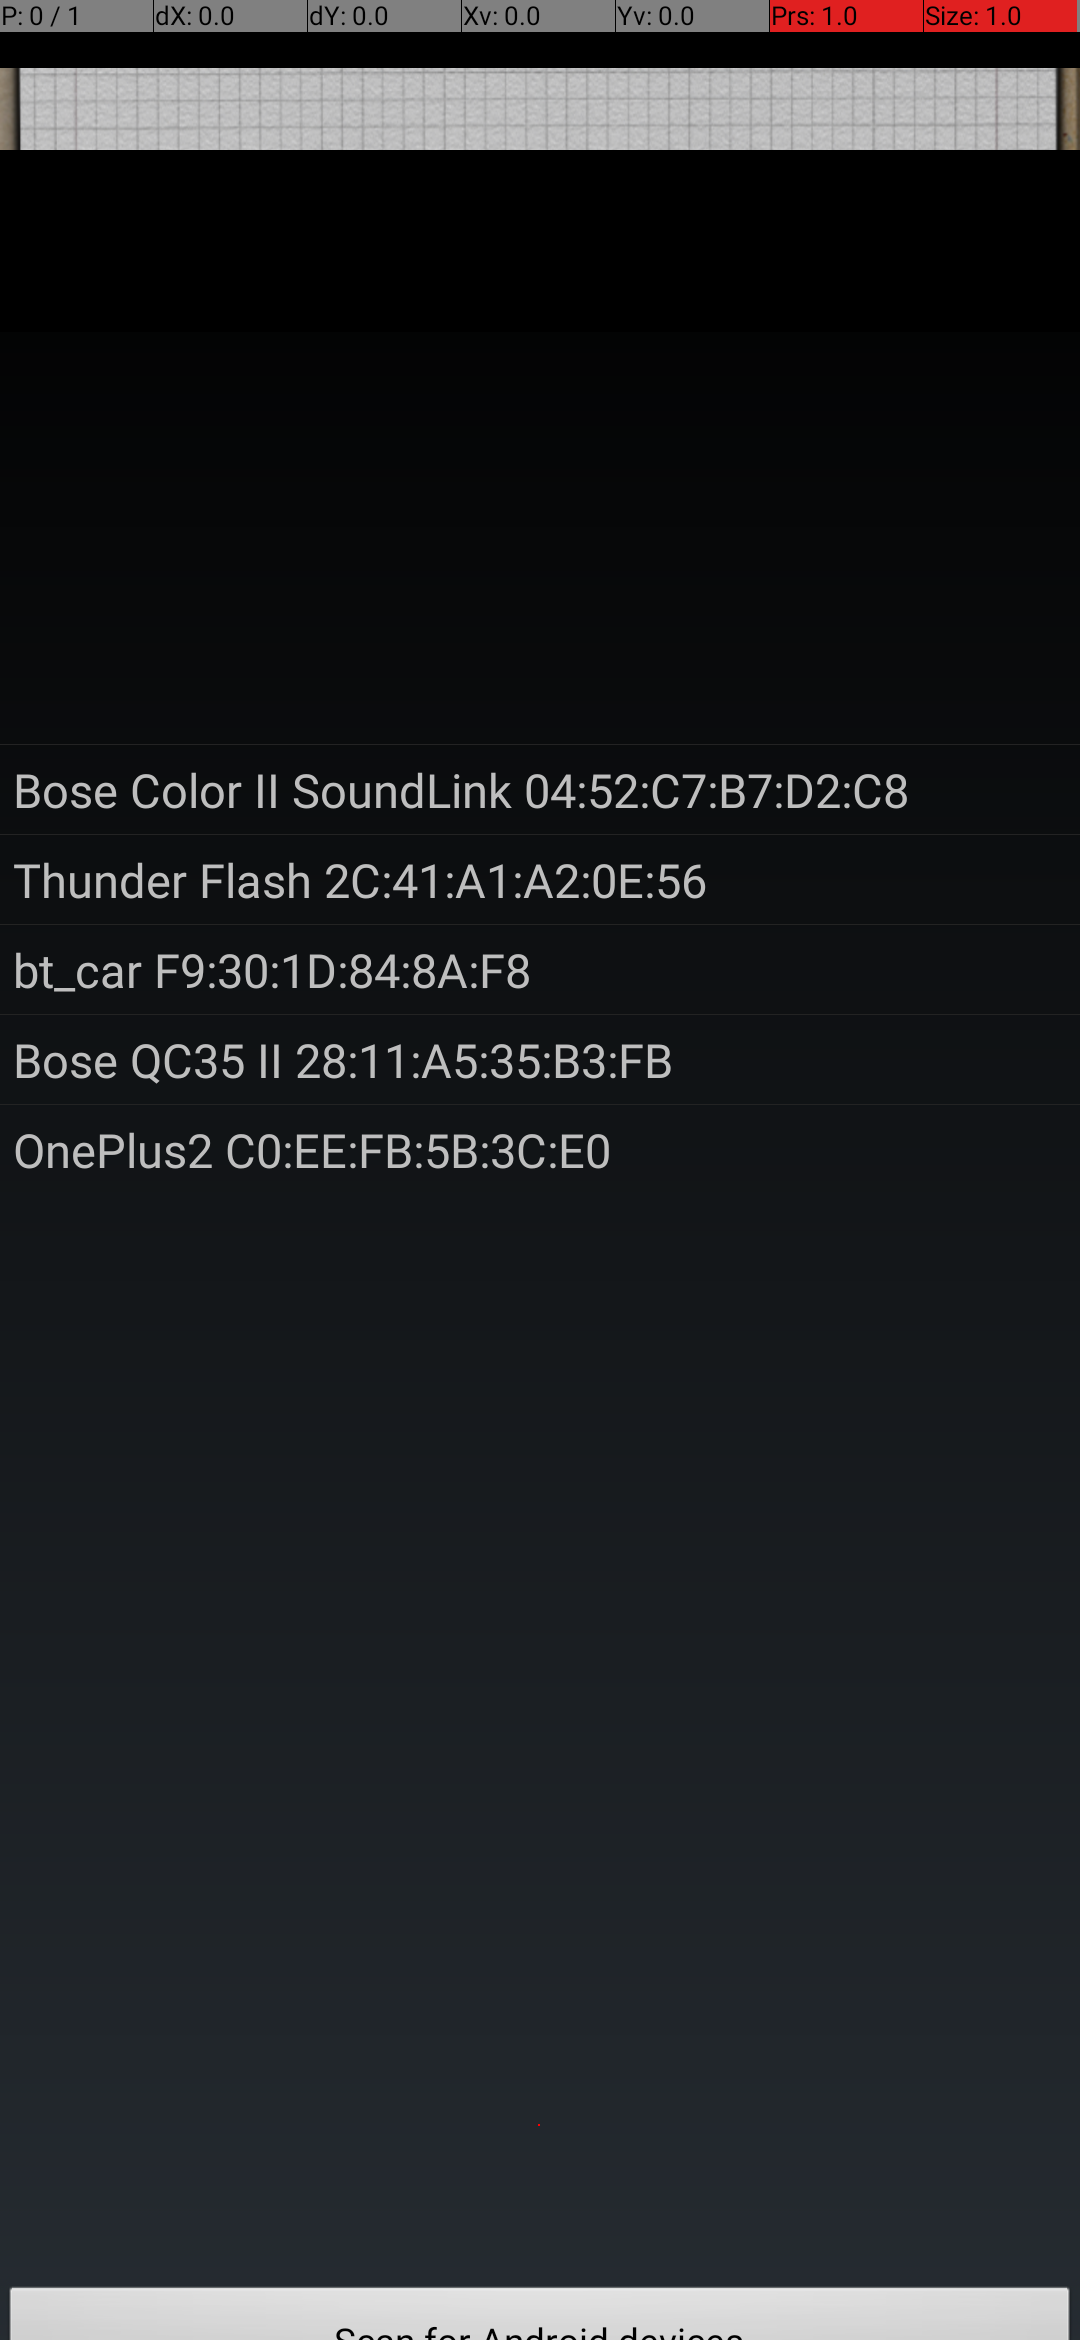 P: 0 / 1 dX: 0.0 dY: 0.0 Xv: 0.0 Yv: 0.0 Prs: 1.0 Size: 1.0
Bose Color II SoundLink 04:52:C7:B7:D2:C8
Thunder Flash 2C:41:A1:A2:0E:56
bt_car F9:30:1D:84:8A:F8
Bose QC35 II 28:11:A5:35:B3:FB
OnePlus2 C0:EE:FB:5B:3C:E0
Scan for Android devices